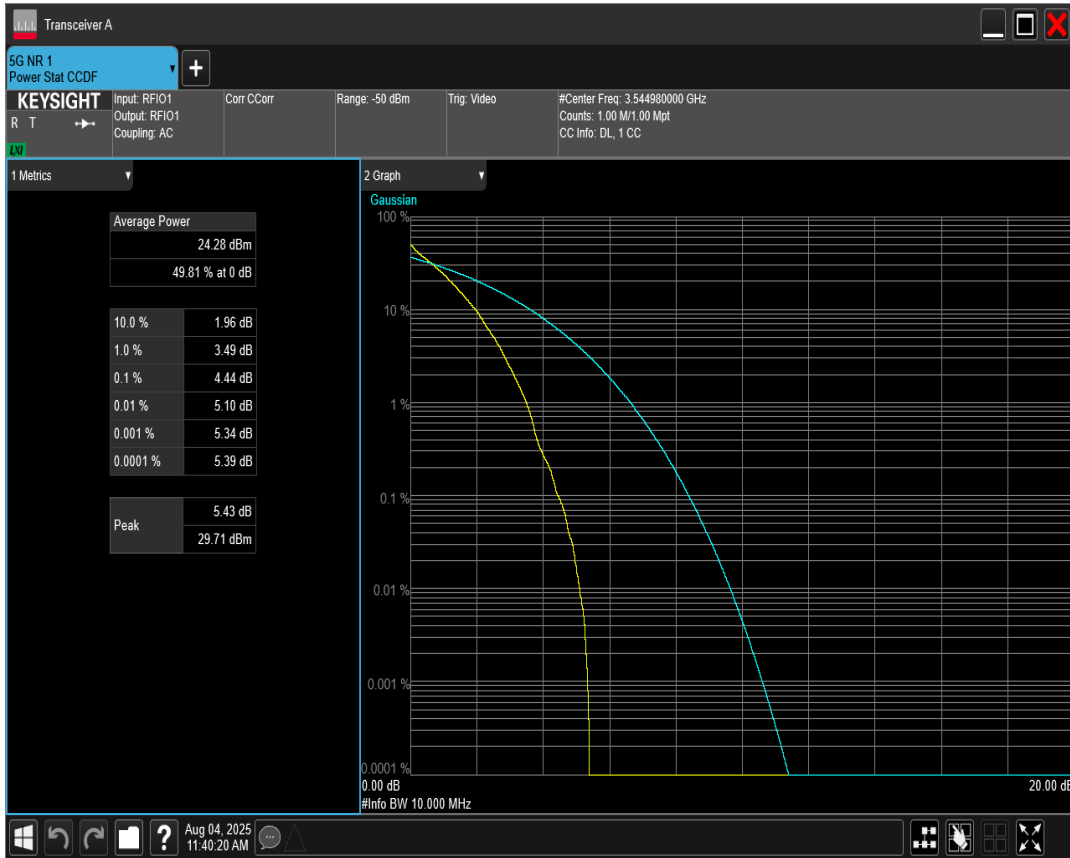 Transceiver A
5G NR 1
Power Stat CCDF
+
KEYSIGHT
R T
LXI
Input: RFIO1
Output: RFIO1
Coupling: AC
Corr CCorr
Range: -50 dBm
Trig: Video
#Center Freq: 3.544980000 GHz
Counts: 1.00 M/1.00 Mpt
CC Info: DL, 1 CC
1 Metrics
Average Power
24.28 dBm
49.81 % at 0 dB
10.0 % 1.96 dB
1.0 % 3.49 dB
0.1 % 4.44 dB
0.01 % 5.10 dB
0.001 % 5.34 dB
0.0001 % 5.39 dB
Peak
5.43 dB
29.71 dBm
2 Graph
Gaussian
100 %
10 %
1 %
0.1 %
0.01 %
0.001 %
0.0001 %
0.00 dB
20.00 dB
#Info BW 10.000 MHz
?
Aug 04, 2025
11:40:20 AM